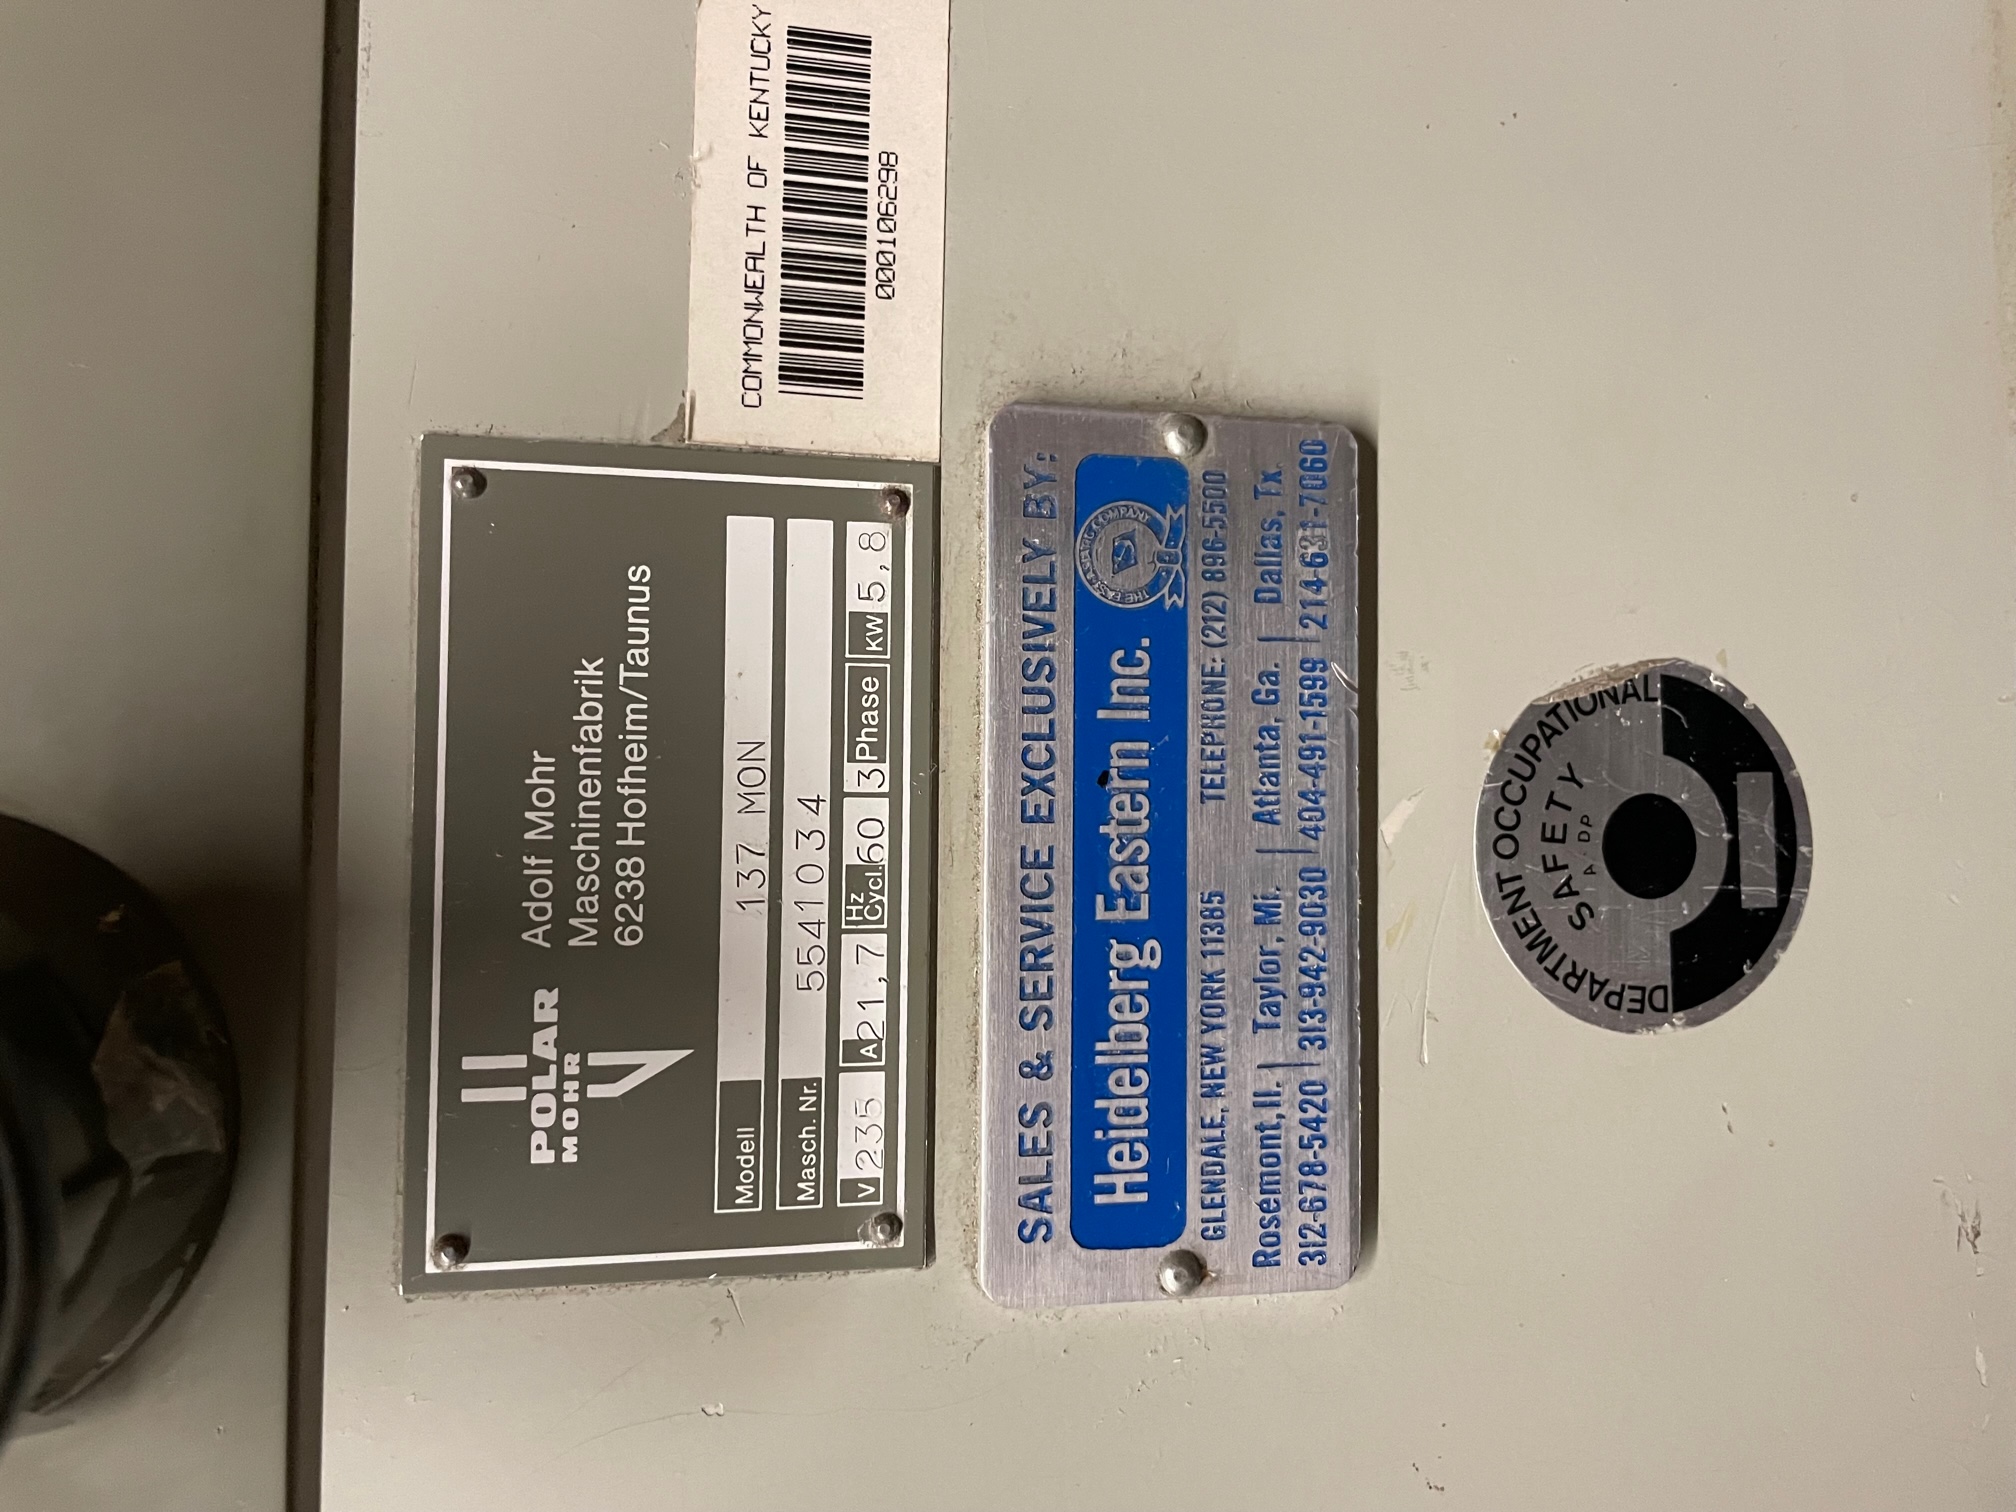 COMMONWEALTH OF KENTUCKY
000106298
POLAR
MOHR
Adolf Mohr
Maschinenfabrik
6238 Hofheim/Taunus
Modell 137 MON
Masch. Nr. 5541034
V 235 A 21,7 Hz Cycl. 60 3 Phase KW 5,8
SALES & SERVICE EXCLUSIVELY BY:
Heidelberg Eastern Inc.
GLENDALE, NEW YORK 11385 TELEPHONE: (212) 896-5500
Rosemont, Il. | Taylor, Mi. | Atlanta, Ga. | Dallas, Tx.
312-678-5420 | 313-942-9030 | 404-491-1599 | 214-631-7060
DEPARTMENT OCCUPATIONAL
SAFETY